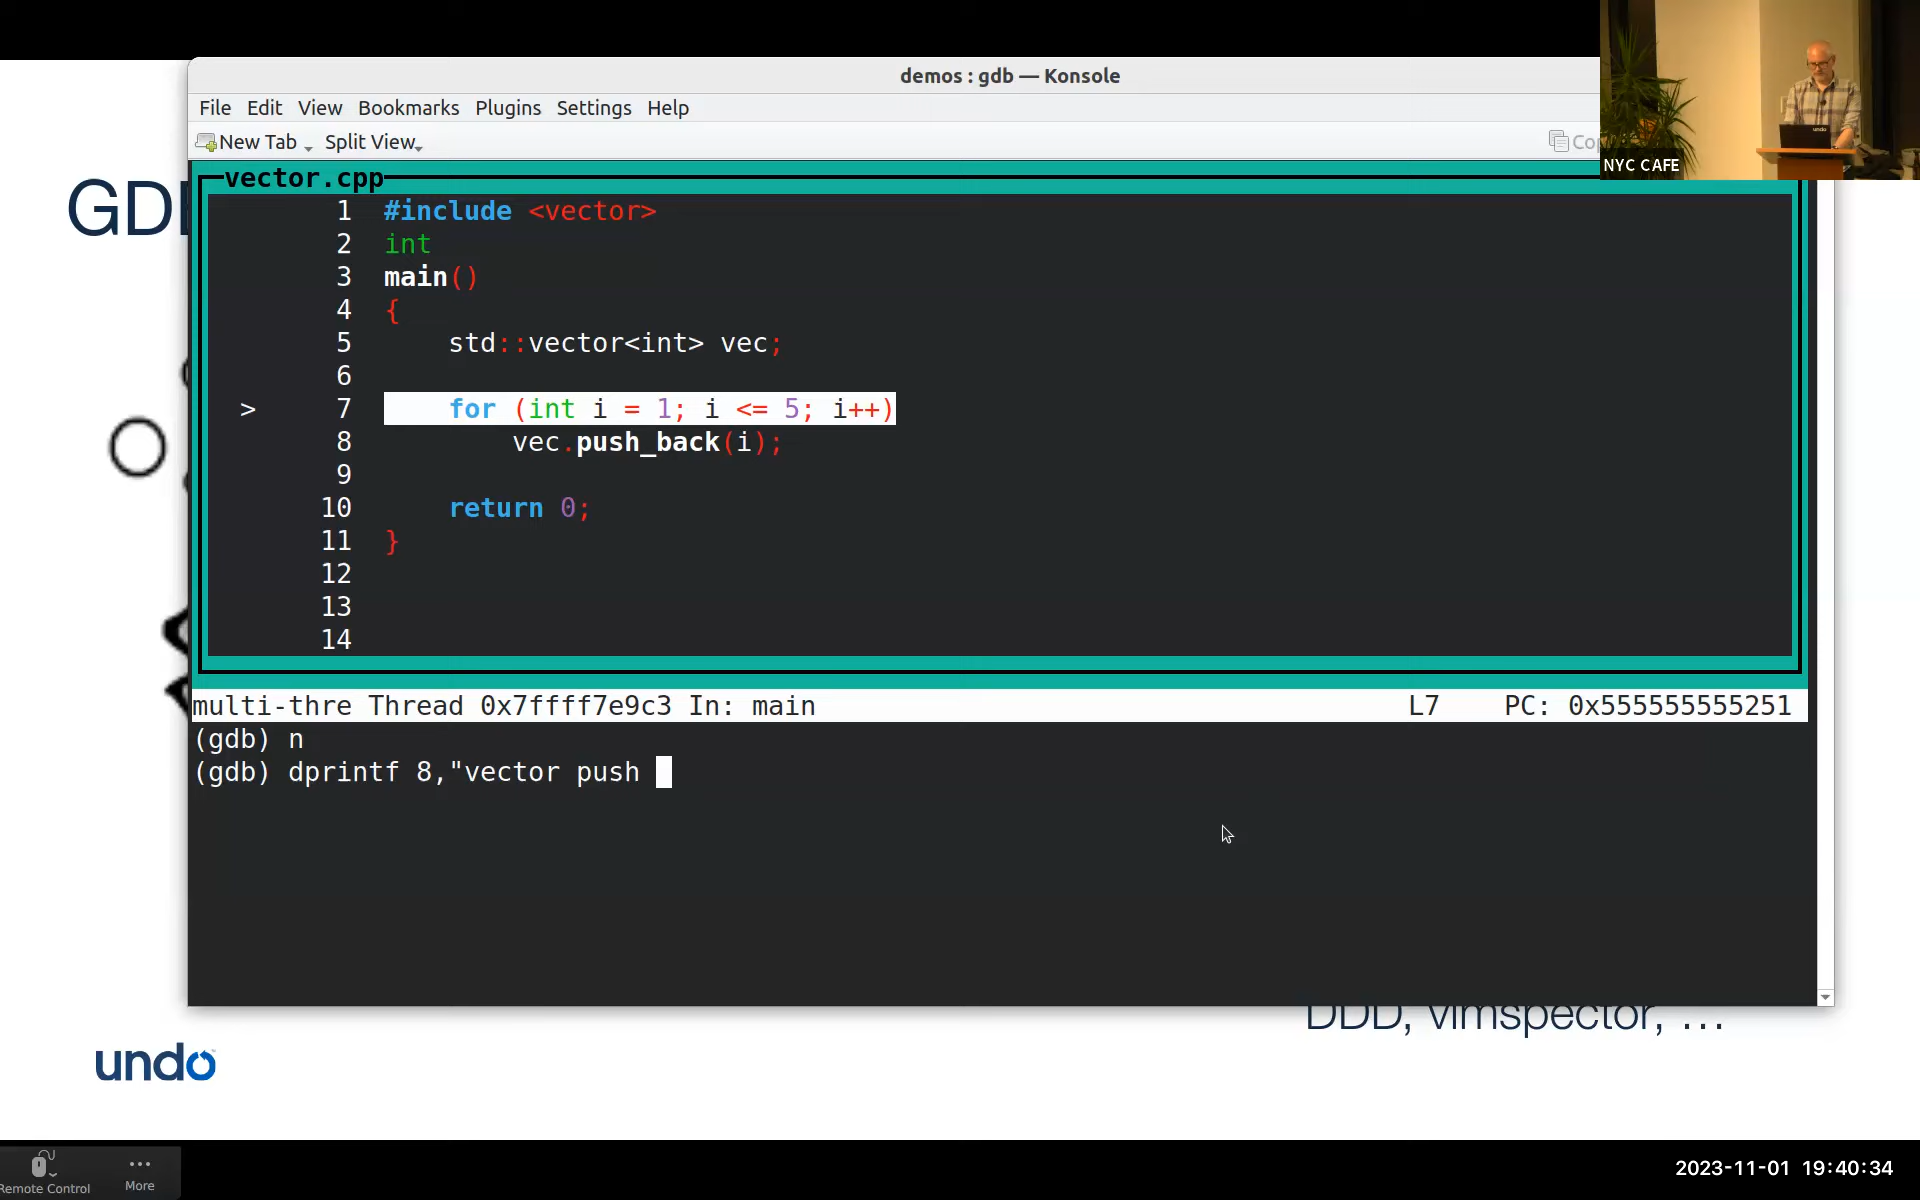 demos : gdb — Konsole
File Edit View Bookmarks Plugins Settings Help
New Tab Split View
NYC CAFE
undo
vector.cpp
1 #include <vector>
2 int
3 main()
4 {
5 std::vector<int> vec;
6
> 7 for (int i = 1; i <= 5; i++)
8 vec.push_back(i);
9
10 return 0;
11 }
12
13
14
multi-thre Thread 0x7ffff7e9c3 In: main L7 PC: 0x555555555251
(gdb) n
(gdb) dprintf 8,"vector push
DDD, vimspector, ...
undo
Remote Control More
2023-11-01 19:40:34